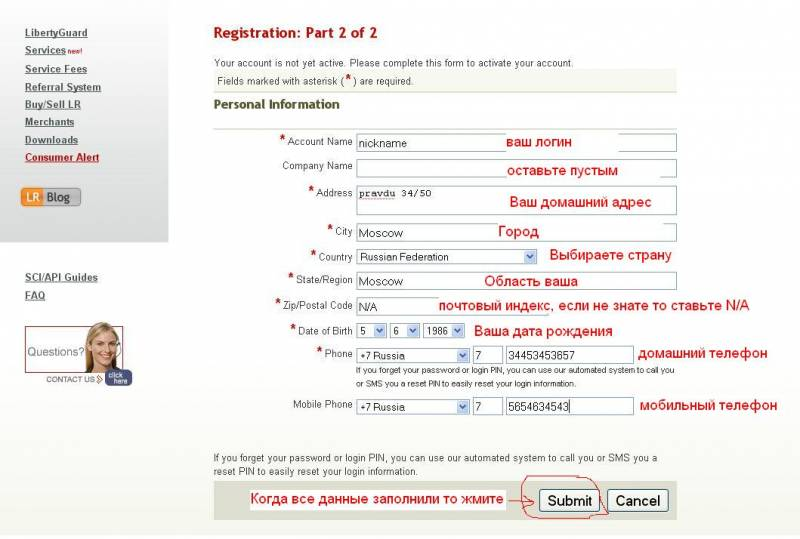 LibertyGuard
Services new!
Service Fees
Referral System
Buy/Sell LR
Merchants
Downloads
Consumer Alert
LR Blog
SCI/API Guides
FAQ
Questions?
CONTACT US click here
Registration: Part 2 of 2
Your account is not yet active. Please complete this form to activate your account.
Fields marked with asterisk (*) are required.
Personal Information
* Account Name nickname ваш логин
Company Name оставьте пустым
* Address pravdu 34/50 Ваш домашний адрес
* City Moscow Город
* Country Russian Federation Выбираете страну
* State/Region Moscow Область ваша
* Zip/Postal Code N/A почтовый индекс, если не знате то ставьте N/A
* Date of Birth 5 6 1986 Ваша дата рождения
* Phone +7 Russia 7 34453453657 домашний телефон
If you forget your password or login PIN, you can use our automated system to call you
or SMS you a reset PIN to easily reset your login information.
Mobile Phone +7 Russia 7 5654634543 мобильный телефон
If you forget your password or login PIN, you can use our automated system to call you or SMS you a
reset PIN to easily reset your login information.
Когда все данные заполнили то жмите Submit Cancel